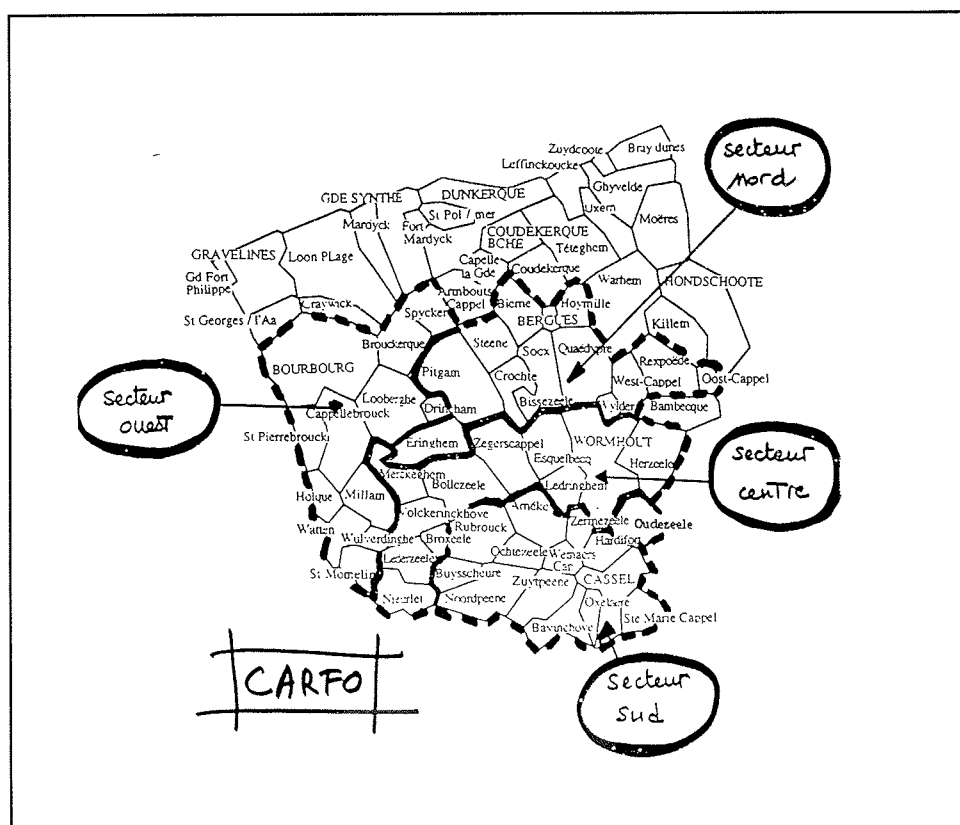 secteur
nord
Zuydcoote
Bray dunes
Leffinckoucke
Ghyvelde
GDE SYNTHE
DUNKERQUE
Uxem
Mardyck
St Pol / mer
Moëres
Fort
Mardyck
COUDEKERQUE
BCHE
Téteghem
GRAVELINES
Loon PLage
Capelle
la Gde
Coudekerque
Gd Fort
Philippe
Warhem
HONDSCHOOTE
Armbouts
Cappel
Bierne
Hoymille
Craywick
Spycker
BERGUES
St Georges / l'Aa
Killem
Brouckerque
Steene
Socx
Quaëdypre
Rexpoëde
BOURBOURG
Pitgam
Crochte
West-Cappel
Oost-Cappel
secteur
ouest
Looberghe
Bissezeele
Wylder
Bambecque
Cappellebrouck
Drincham
St Pierrebrouck
Eringhem
Zegerscappel
WORMHOUT
Esquelbecq
Herzeele
secteur
centre
Merckeghem
Bollezeele
Ledringhem
Holque
Millam
Volckerinckhove
Arnéke
Rubrouck
Zermezeele
Oudezeele
Watten
Wulverdinghe
Broxeele
Hardifort
Lederzeele
Ochtezeele
Wemaers
Cap
St Momelin
Buysscheure
Zuytpeene
CASSEL
Nieurlet
Noordpeene
Oxelaere
Ste Marie Cappel
Bavinchove
CARFO
secteur
sud